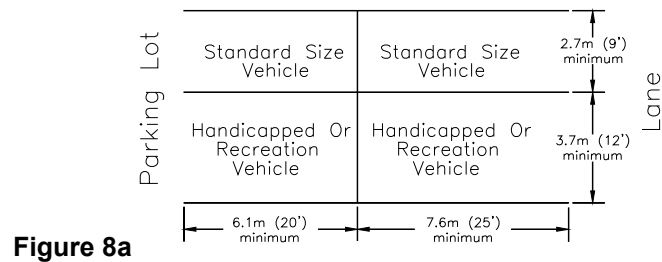 Parking Lot
Standard Size
Vehicle
Standard Size
Vehicle
2.7m (9')
minimum
Handicapped Or
Recreation
Vehicle
Handicapped Or
Recreation
Vehicle
3.7m (12')
minimum
Lane
6.1m (20')
minimum
7.6m (25')
minimum
Figure 8a